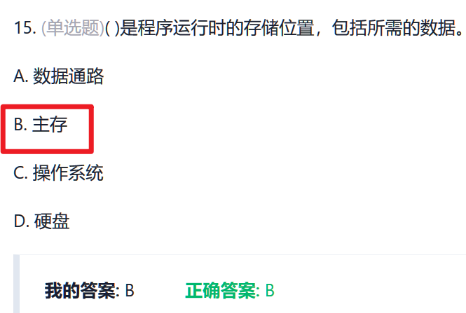 15. (单选题)( )是程序运行时的存储位置，包括所需的数据。
A. 数据通路
B. 主存
C. 操作系统
D. 硬盘
我的答案: B 正确答案: B